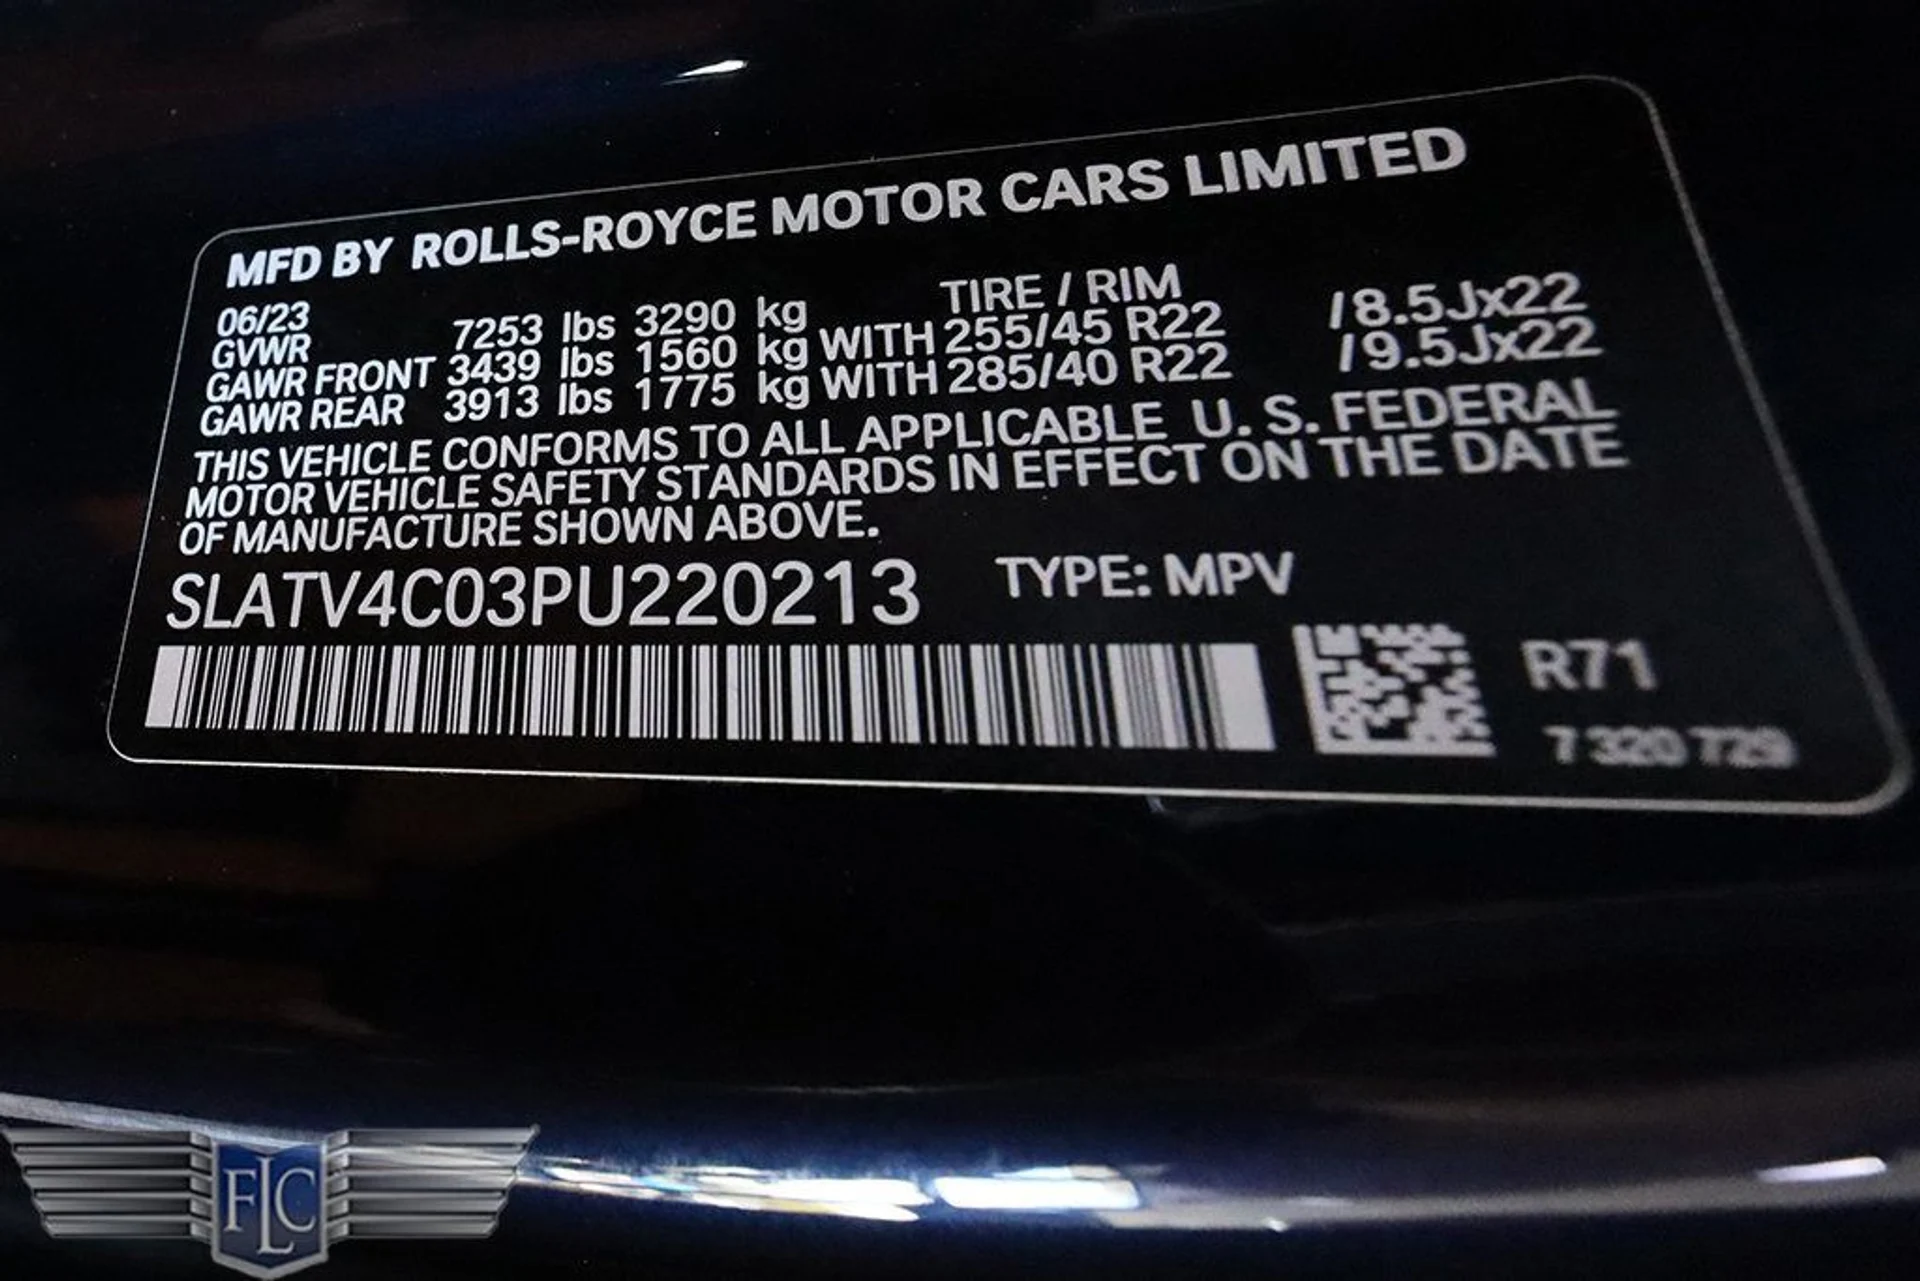 MFD BY ROLLS-ROYCE MOTOR CARS LIMITED
06/23 TIRE / RIM
GVWR 7253 lbs 3290 kg
GAWR FRONT 3439 lbs 1560 kg WITH 255/45 R22 /8.5Jx22
GAWR REAR 3913 lbs 1775 kg WITH 285/40 R22 /9.5Jx22
THIS VEHICLE CONFORMS TO ALL APPLICABLE U. S. FEDERAL
MOTOR VEHICLE SAFETY STANDARDS IN EFFECT ON THE DATE
OF MANUFACTURE SHOWN ABOVE.
SLATV4C03PU220213 TYPE: MPV
R71
7 320 729
FLC